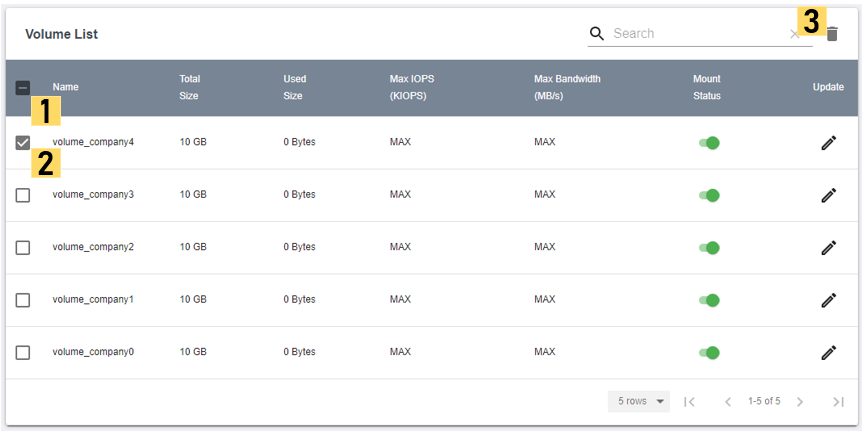 Volume List
Search
3
Name Total Size Used Size Max IOPS (KIOPS) Max Bandwidth (MB/s) Mount Status Update
1
volume_company4 10 GB 0 Bytes MAX MAX
2
volume_company3 10 GB 0 Bytes MAX MAX
volume_company2 10 GB 0 Bytes MAX MAX
volume_company1 10 GB 0 Bytes MAX MAX
volume_company0 10 GB 0 Bytes MAX MAX
5 rows 1-5 of 5